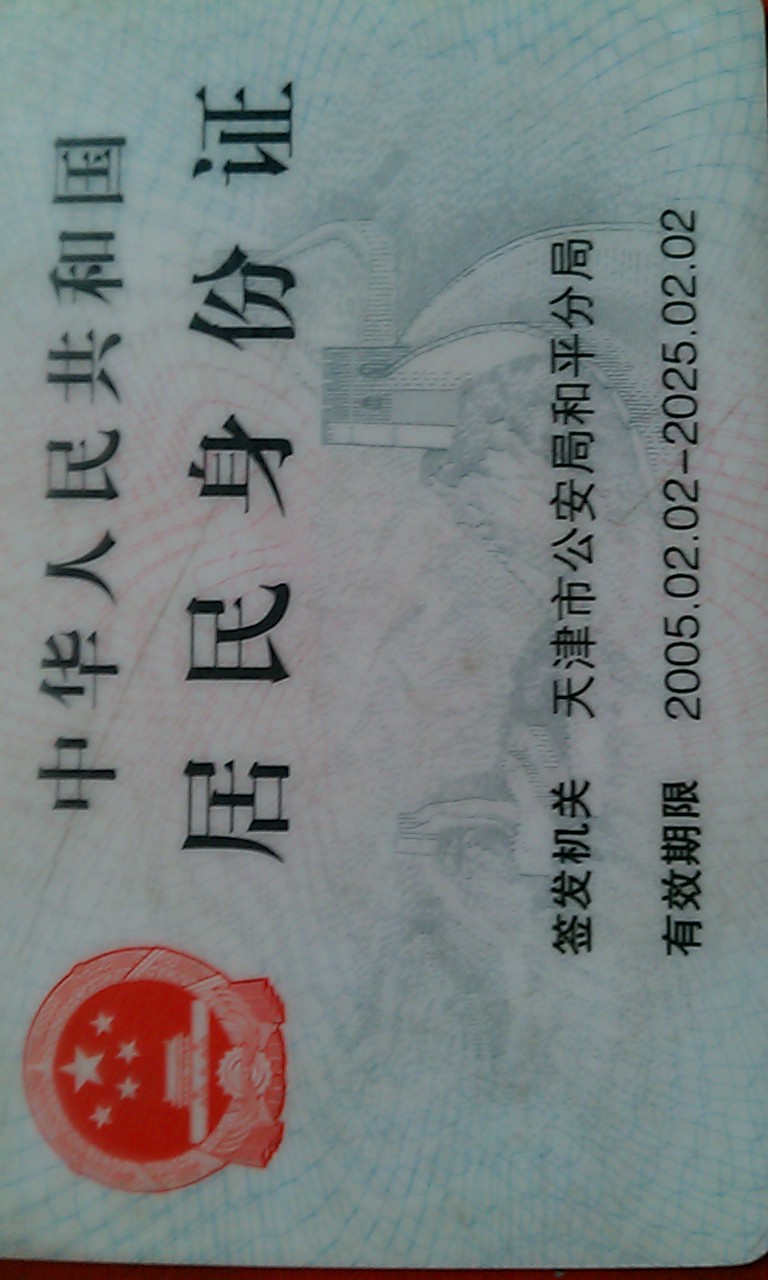 中华人民共和国
居民身份证
签发机关 天津市公安局和平分局
有效期限 2005.02.02-2025.02.02